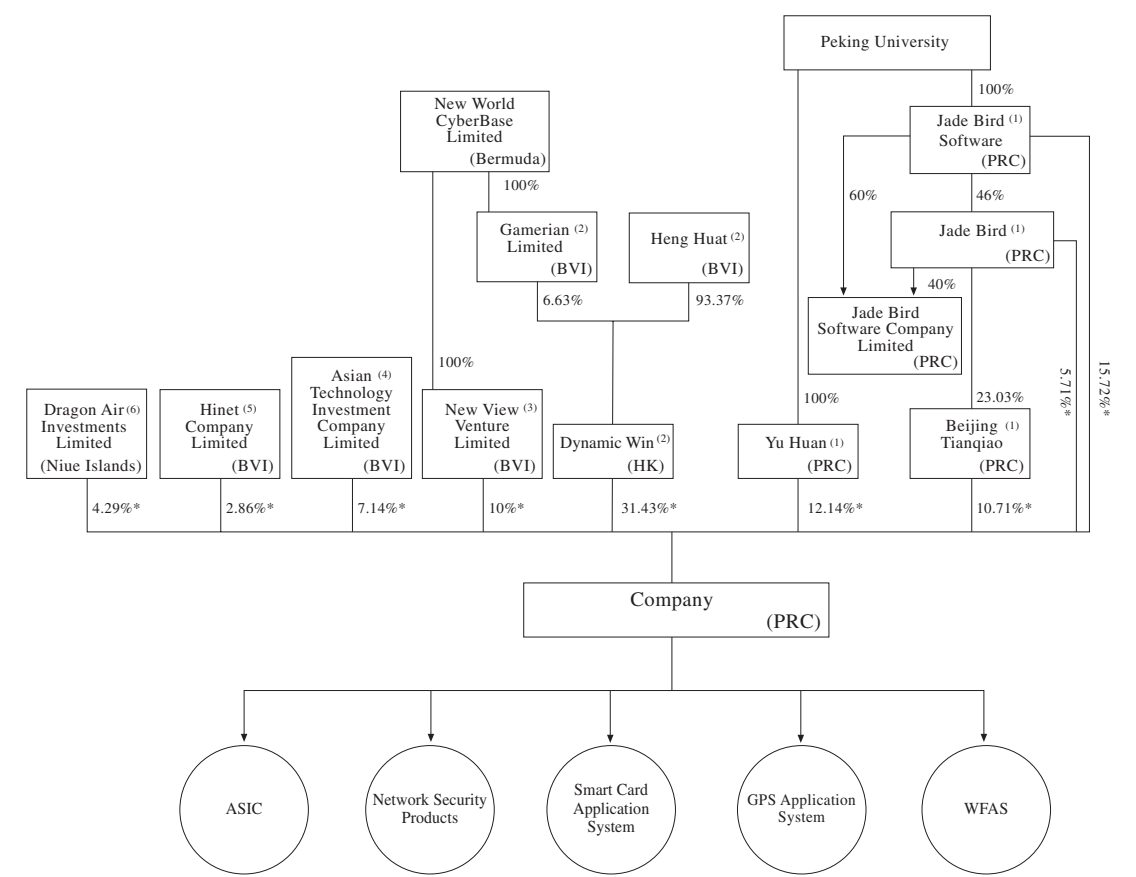 Peking University
100%
New World
CyberBase
Limited
(Bermuda)
Jade Bird (1)
Software
(PRC)
100%
60%
46%
Gamerian (2)
Limited
(BVI)
Heng Huat (2)
(BVI)
Jade Bird (1)
(PRC)
6.63%
93.37%
40%
Jade Bird
Software Company
Limited
(PRC)
100%
5.71%*
15.72%*
100%
23.03%
Dragon Air (6)
Investments
Limited
(Niue Islands)
Hinet (5)
Company
Limited
(BVI)
Asian (4)
Technology
Investment
Company
Limited
(BVI)
New View (3)
Venture
Limited
(BVI)
Dynamic Win (2)
(HK)
Yu Huan (1)
(PRC)
Beijing (1)
Tianqiao
(PRC)
4.29%*
2.86%*
7.14%*
10%*
31.43%*
12.14%*
10.71%*
Company
(PRC)
ASIC
Network Security
Products
Smart Card
Application
System
GPS Application
System
WFAS